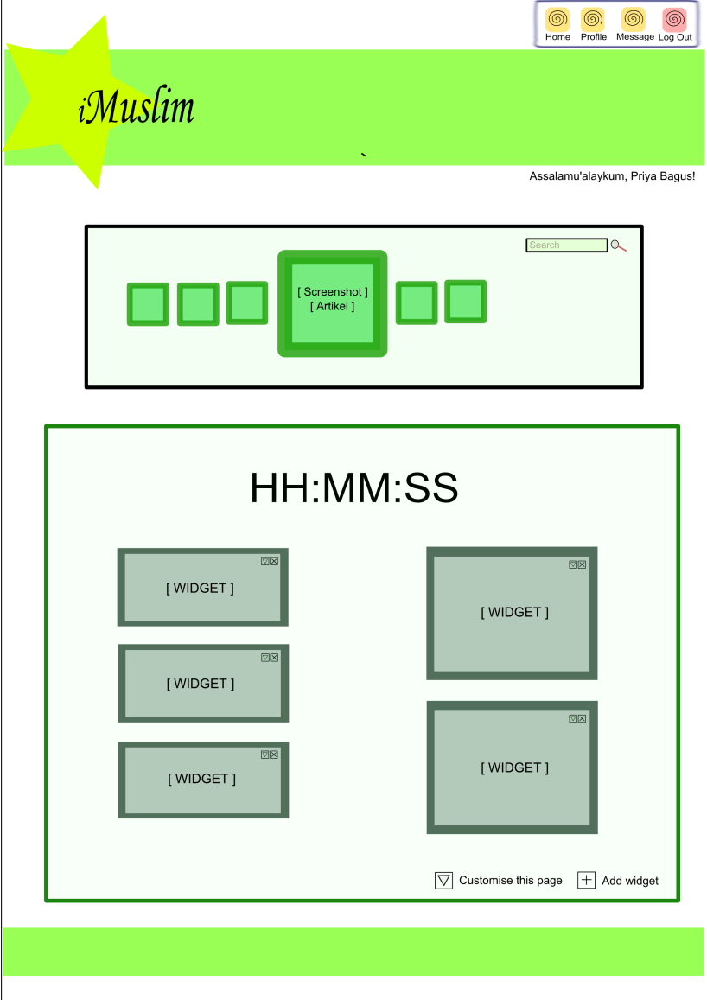 Home Profile Message Log Out
iMuslim
Assalamu'alaykum, Priya Bagus!
Search
[ Screenshot ]
[ Artikel ]
HH:MM:SS
[ WIDGET ]
[ WIDGET ]
[ WIDGET ]
[ WIDGET ]
[ WIDGET ]
Customise this page
Add widget